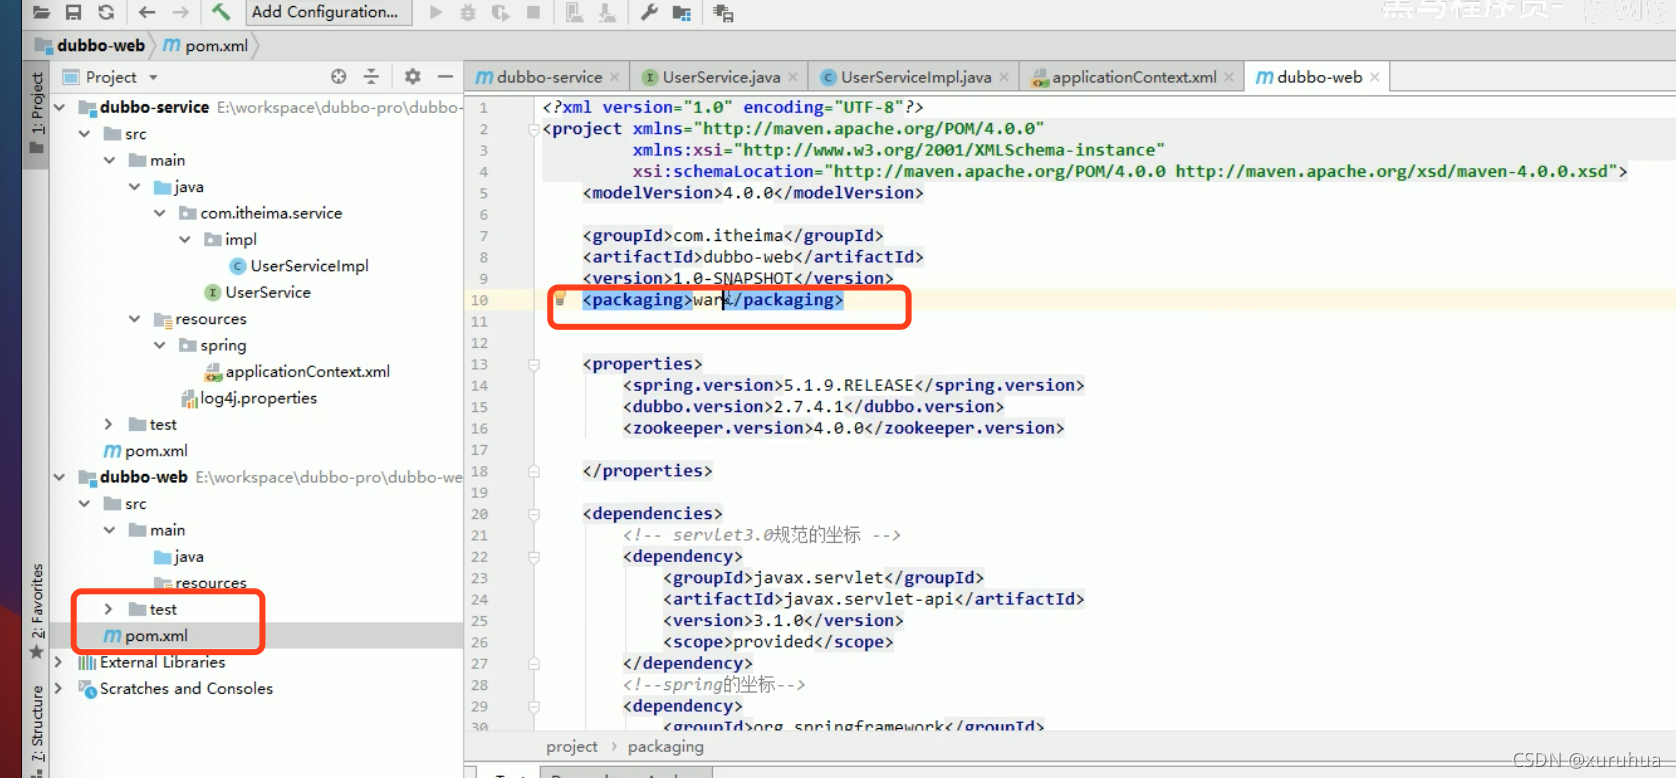 Add Configuration...
黑马程序员-
dubbo-web
pom.xml
1: Project
2: Favorites
7: Structure
Project
dubbo-service E:\workspace\dubbo-pro\dubbo-
src
main
java
com.itheima.service
impl
UserServiceImpl
UserService
resources
spring
applicationContext.xml
log4j.properties
test
pom.xml
dubbo-web E:\workspace\dubbo-pro\dubbo-we
src
main
java
resources
test
pom.xml
External Libraries
Scratches and Consoles
dubbo-service
UserService.java
UserServiceImpl.java
applicationContext.xml
dubbo-web
1 <?xml version="1.0" encoding="UTF-8"?>
2 <project xmlns="http://maven.apache.org/POM/4.0.0"
3 xmlns:xsi="http://www.w3.org/2001/XMLSchema-instance"
4 xsi:schemaLocation="http://maven.apache.org/POM/4.0.0 http://maven.apache.org/xsd/maven-4.0.0.xsd">
5 <modelVersion>4.0.0</modelVersion>
6
7 <groupId>com.itheima</groupId>
8 <artifactId>dubbo-web</artifactId>
9 <version>1.0-SNAPSHOT</version>
10 <packaging>war</packaging>
11
12
13 <properties>
14 <spring.version>5.1.9.RELEASE</spring.version>
15 <dubbo.version>2.7.4.1</dubbo.version>
16 <zookeeper.version>4.0.0</zookeeper.version>
17
18 </properties>
19
20 <dependencies>
21 <!-- servlet3.0规范的坐标 -->
22 <dependency>
23 <groupId>javax.servlet</groupId>
24 <artifactId>javax.servlet-api</artifactId>
25 <version>3.1.0</version>
26 <scope>provided</scope>
27 </dependency>
28 <!--spring的坐标-->
29 <dependency>
30 <groupId>org.springframework</groupId>
project › packaging
CSDN @xuruhua